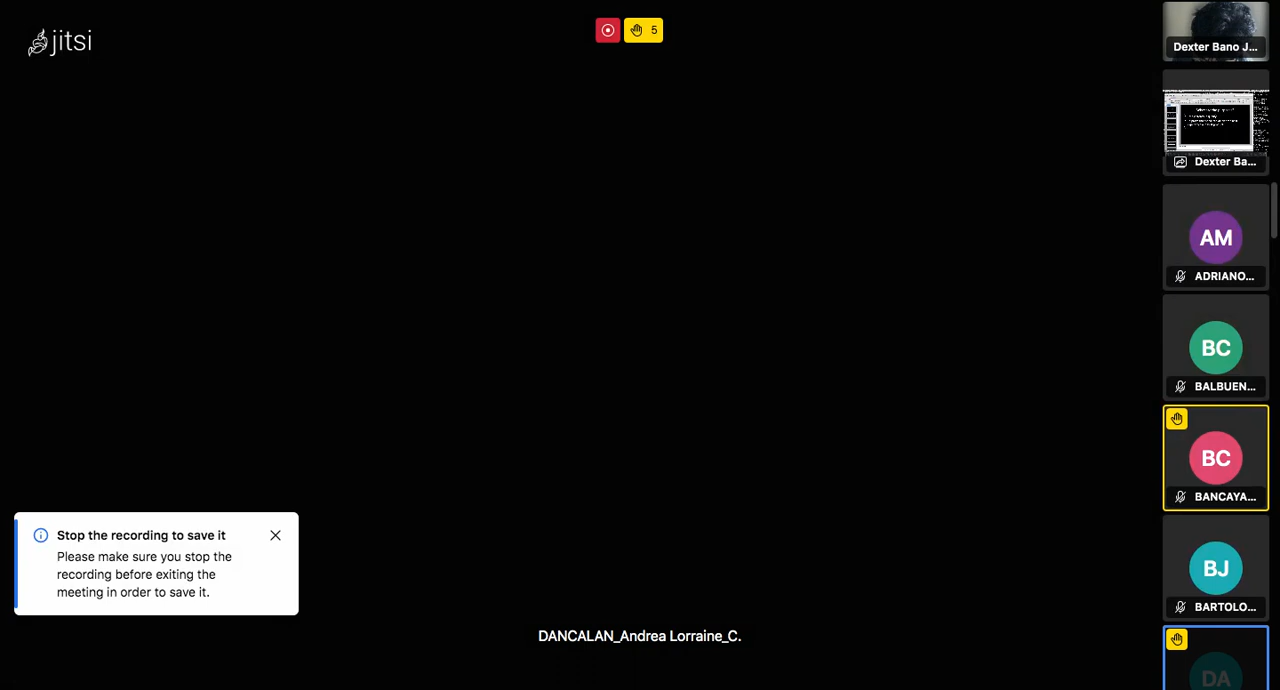 jitsi
5
Dexter Bano J...
Dexter Ba...
AM
ADRIANO...
BC
BALBUEN...
BC
BANCAYA...
BJ
BARTOLO...
DA
Stop the recording to save it
Please make sure you stop the
recording before exiting the
meeting in order to save it.
DANCALAN_Andrea Lorraine_C.